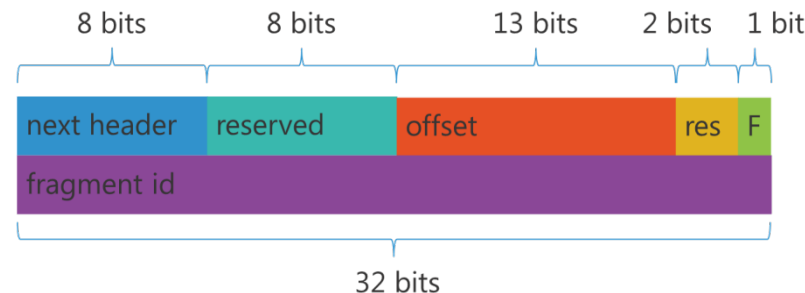 8 bits 8 bits 13 bits 2 bits 1 bit
next header reserved offset res F
fragment id
32 bits